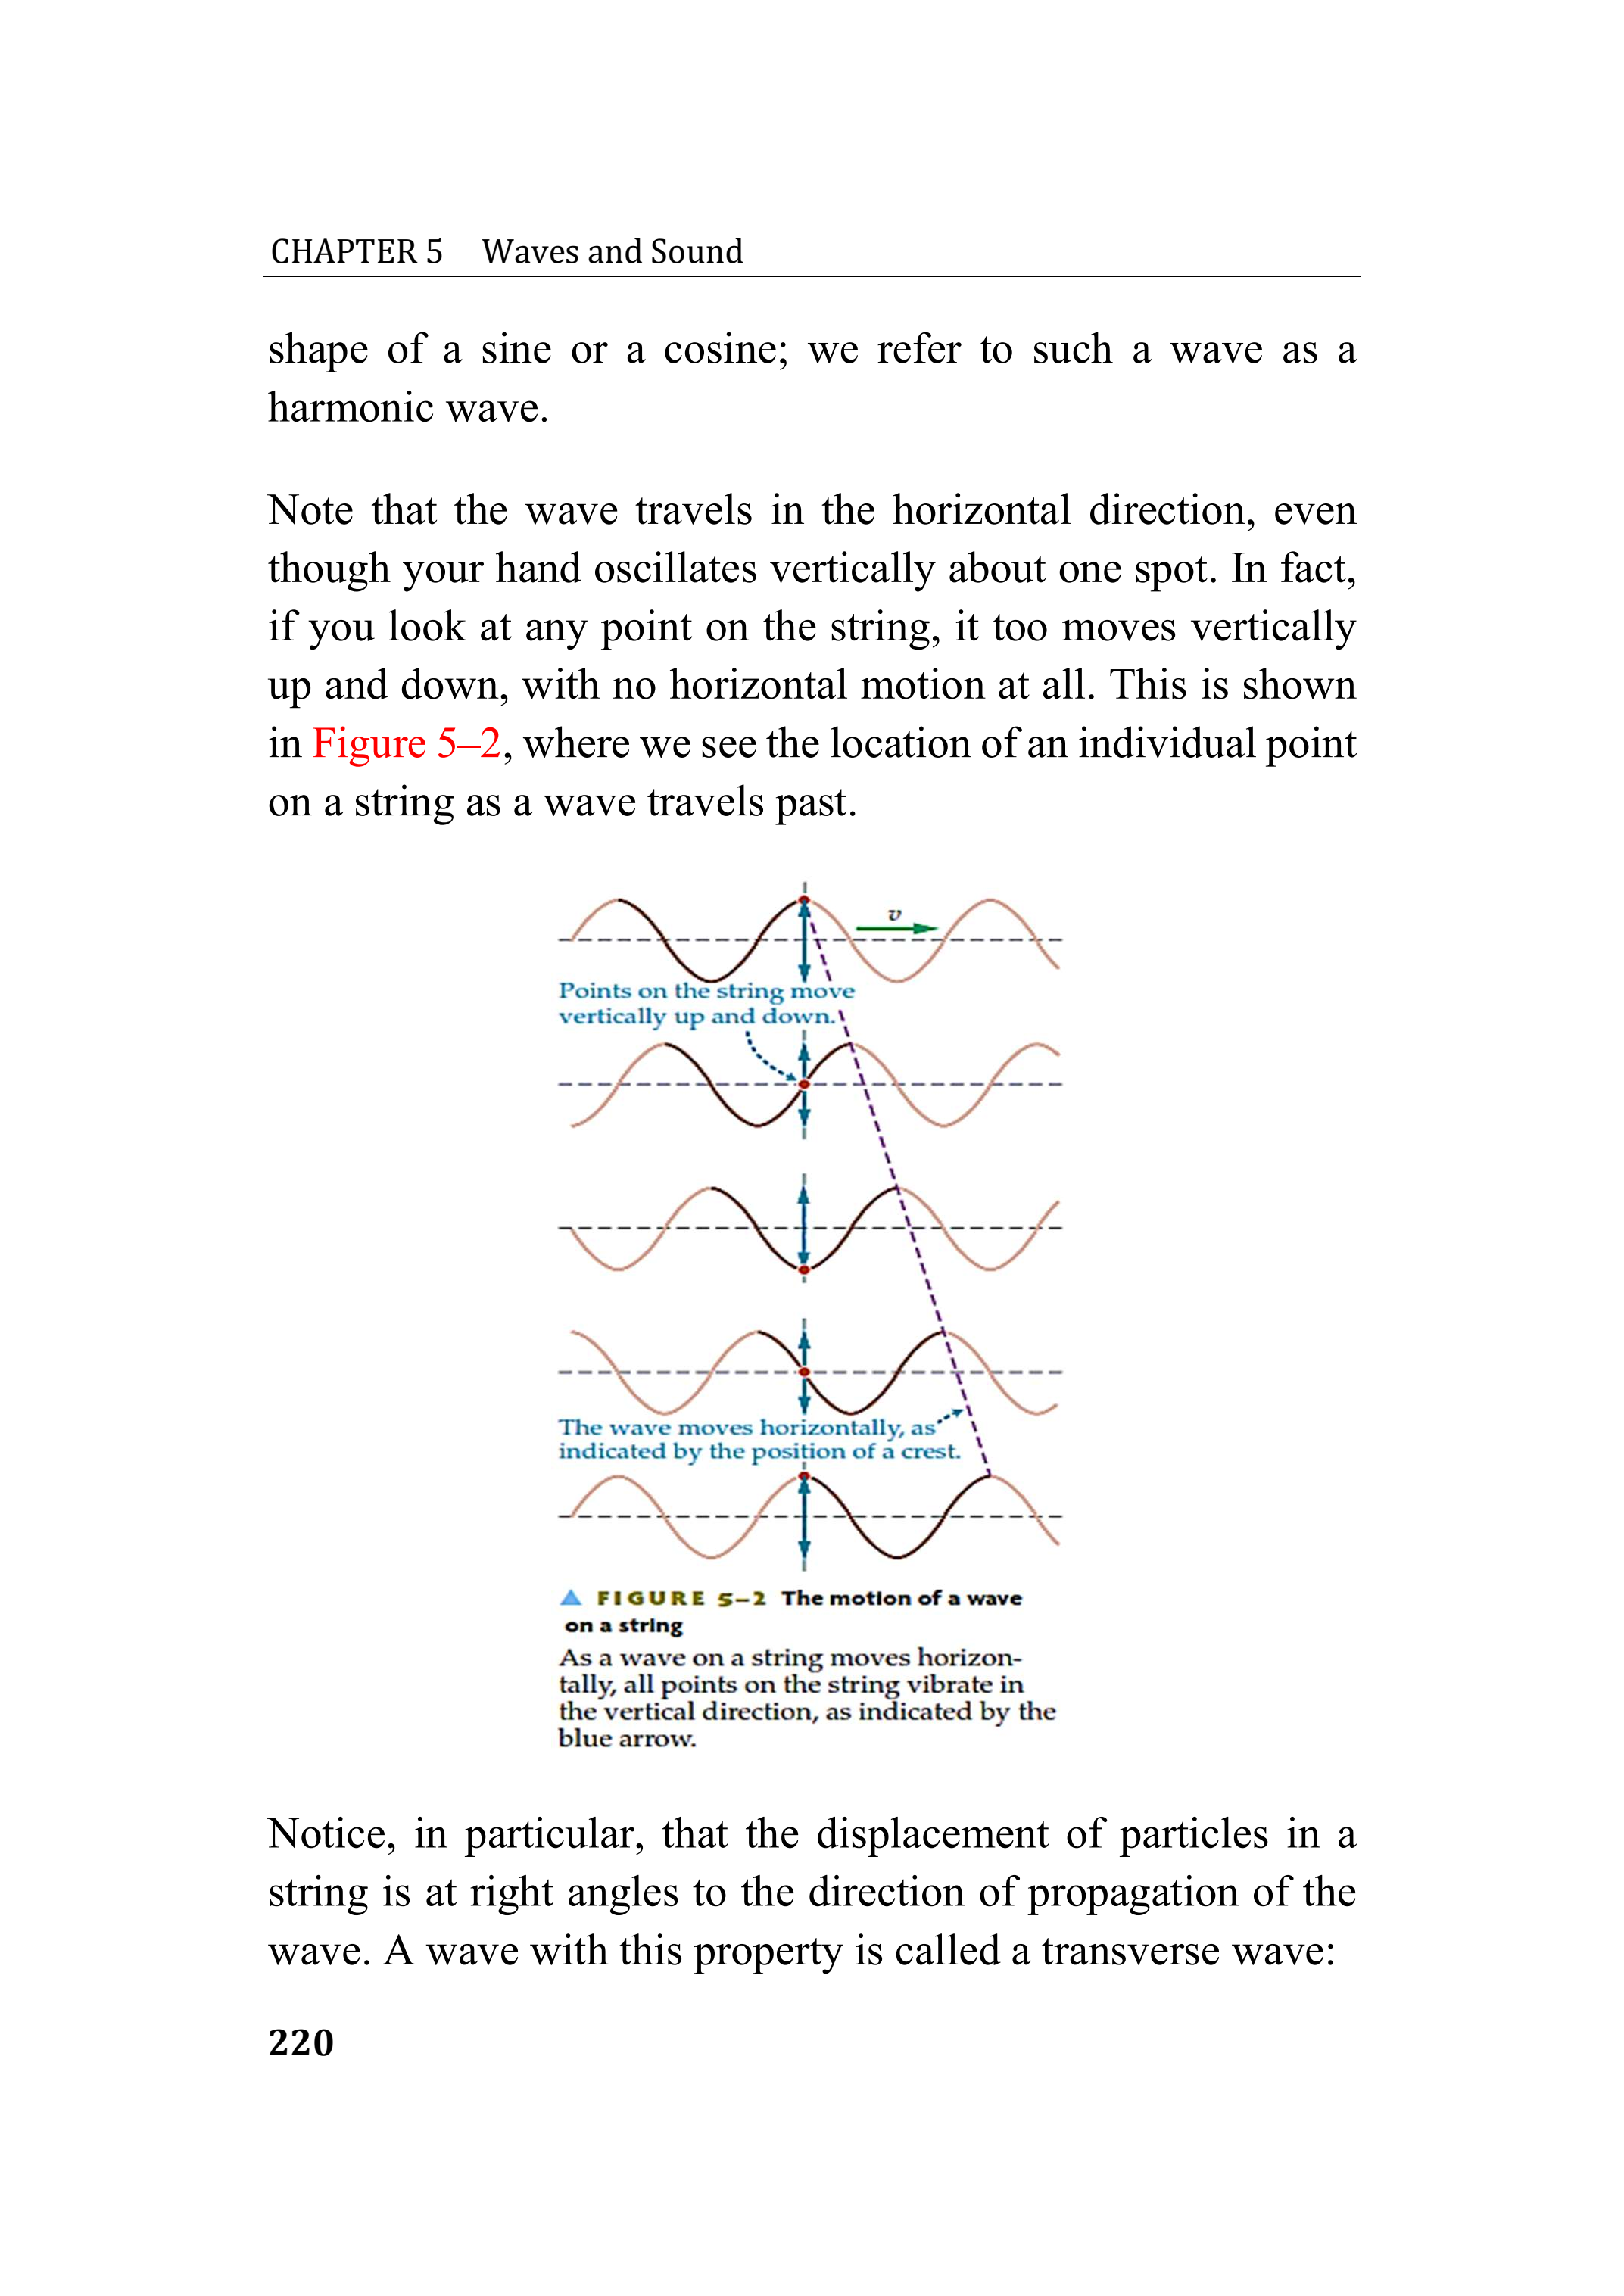 CHAPTER 5 Waves and Sound
shape of a sine or a cosine; we refer to such a wave as a
harmonic wave.
Note that the wave travels in the horizontal direction, even
though your hand oscillates vertically about one spot. In fact,
if you look at any point on the string, it too moves vertically
up and down, with no horizontal motion at all. This is shown
in Figure 5–2, where we see the location of an individual point
on a string as a wave travels past.
v
Points on the string move
vertically up and down.
The wave moves horizontally, as
indicated by the position of a crest.
▲ FIGURE 5–2 The motion of a wave
on a string
As a wave on a string moves horizon-
tally, all points on the string vibrate in
the vertical direction, as indicated by the
blue arrow.
Notice, in particular, that the displacement of particles in a
string is at right angles to the direction of propagation of the
wave. A wave with this property is called a transverse wave:
220